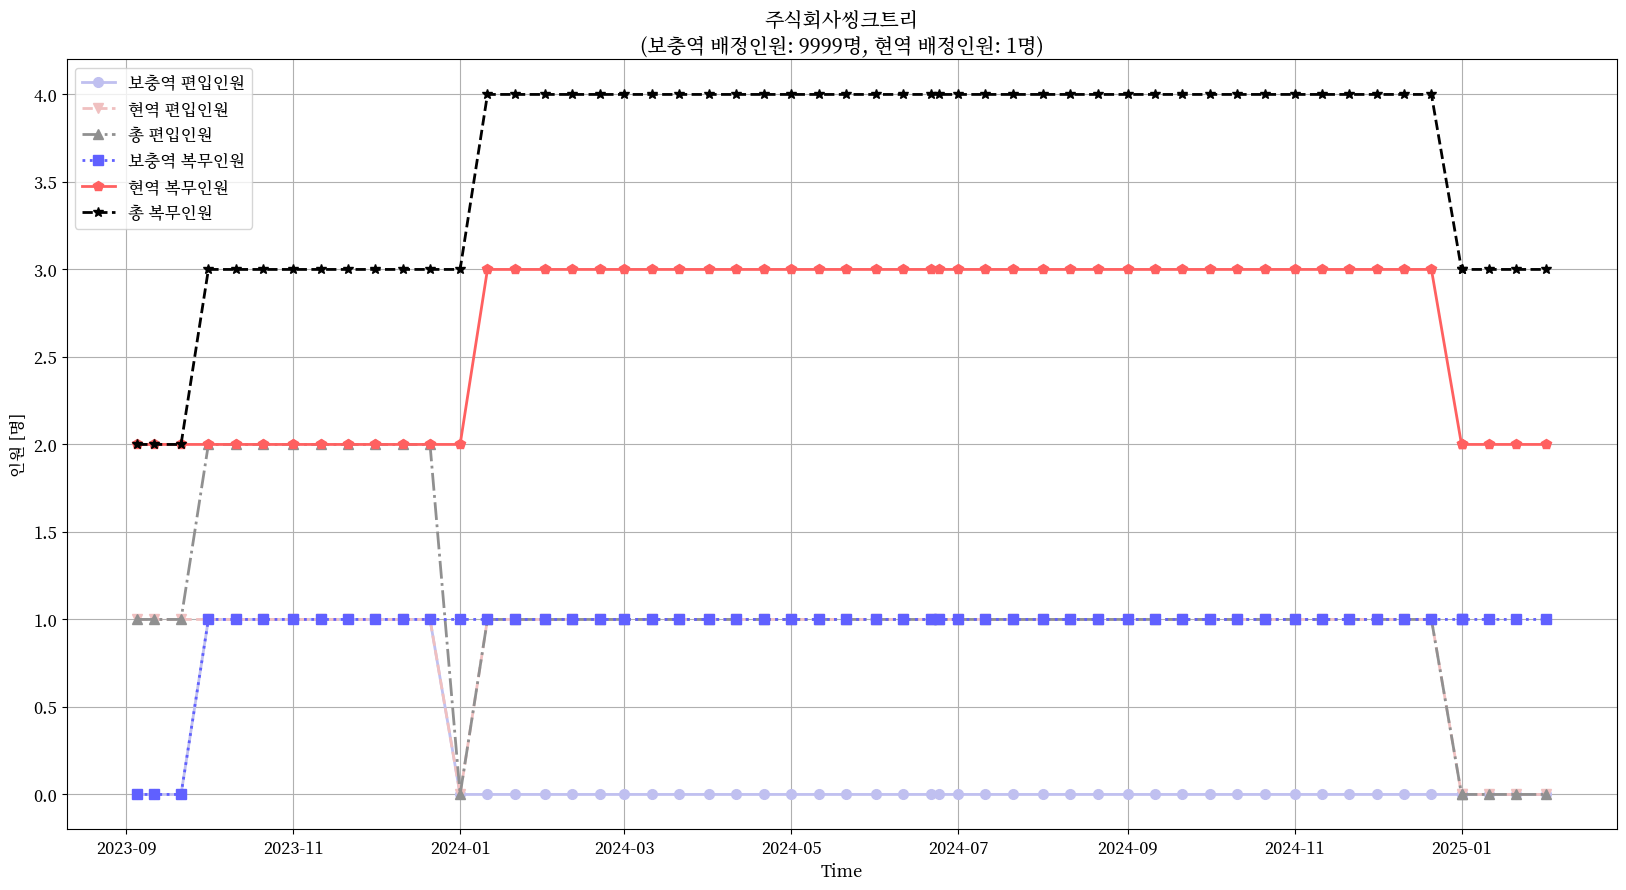 주식회사씽크트리
(보충역 배정인원: 9999명, 현역 배정인원: 1명)
보충역 편입인원
현역 편입인원
총 편입인원
보충역 복무인원
현역 복무인원
총 복무인원
4.0
3.5
3.0
2.5
2.0
1.5
1.0
0.5
0.0
인원 [명]
2023-09
2023-11
2024-01
2024-03
2024-05
2024-07
2024-09
2024-11
2025-01
Time